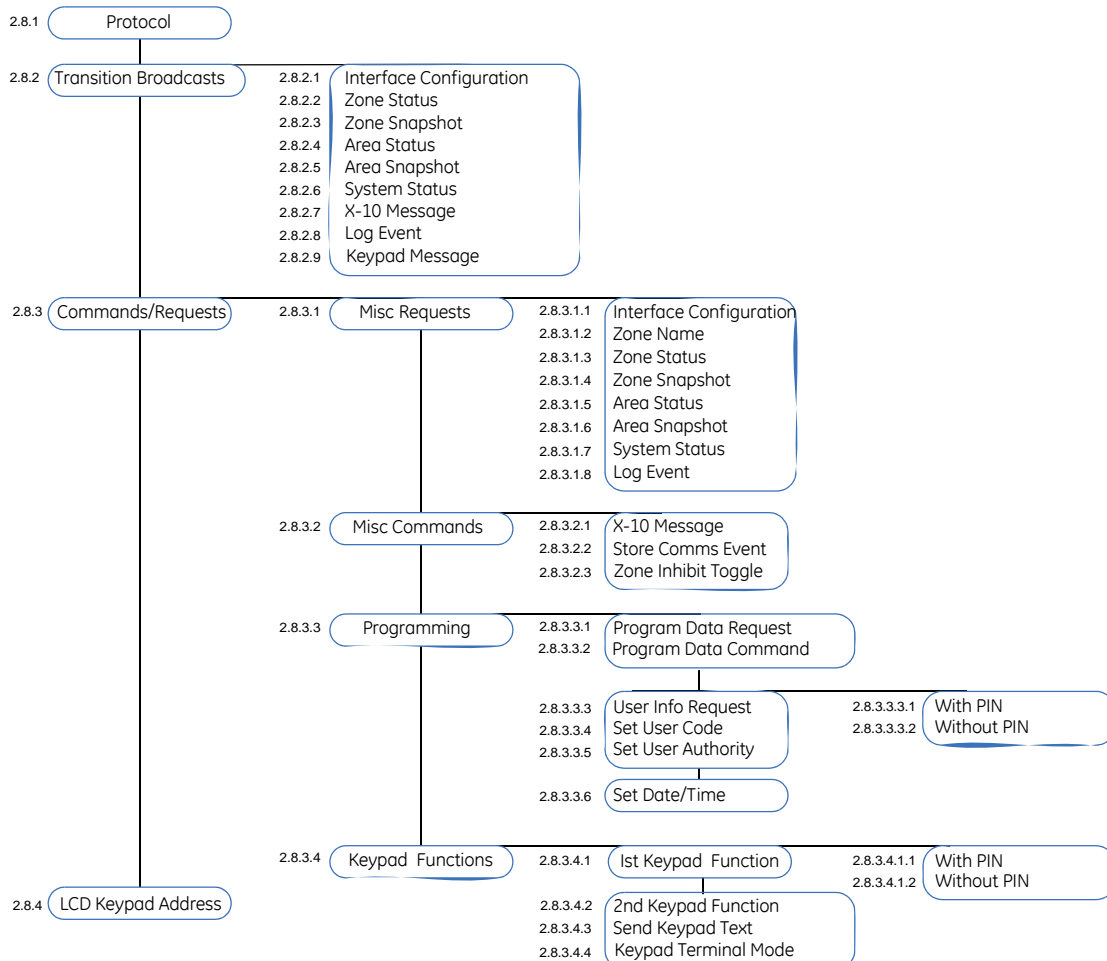 2.8.1 Protocol
2.8.2 Transition Broadcasts
2.8.2.1 Interface Configuration
2.8.2.2 Zone Status
2.8.2.3 Zone Snapshot
2.8.2.4 Area Status
2.8.2.5 Area Snapshot
2.8.2.6 System Status
2.8.2.7 X-10 Message
2.8.2.8 Log Event
2.8.2.9 Keypad Message
2.8.3 Commands/Requests
2.8.3.1 Misc Requests
2.8.3.1.1 Interface Configuration
2.8.3.1.2 Zone Name
2.8.3.1.3 Zone Status
2.8.3.1.4 Zone Snapshot
2.8.3.1.5 Area Status
2.8.3.1.6 Area Snapshot
2.8.3.1.7 System Status
2.8.3.1.8 Log Event
2.8.3.2 Misc Commands
2.8.3.2.1 X-10 Message
2.8.3.2.2 Store Comms Event
2.8.3.2.3 Zone Inhibit Toggle
2.8.3.3 Programming
2.8.3.3.1 Program Data Request
2.8.3.3.2 Program Data Command
2.8.3.3.3 User Info Request
2.8.3.3.4 Set User Code
2.8.3.3.5 Set User Authority
2.8.3.3.3.1 With PIN
2.8.3.3.3.2 Without PIN
2.8.3.3.6 Set Date/Time
2.8.3.4 Keypad Functions
2.8.3.4.1 Ist Keypad Function
2.8.3.4.1.1 With PIN
2.8.3.4.1.2 Without PIN
2.8.3.4.2 2nd Keypad Function
2.8.3.4.3 Send Keypad Text
2.8.3.4.4 Keypad Terminal Mode
2.8.4 LCD Keypad Address